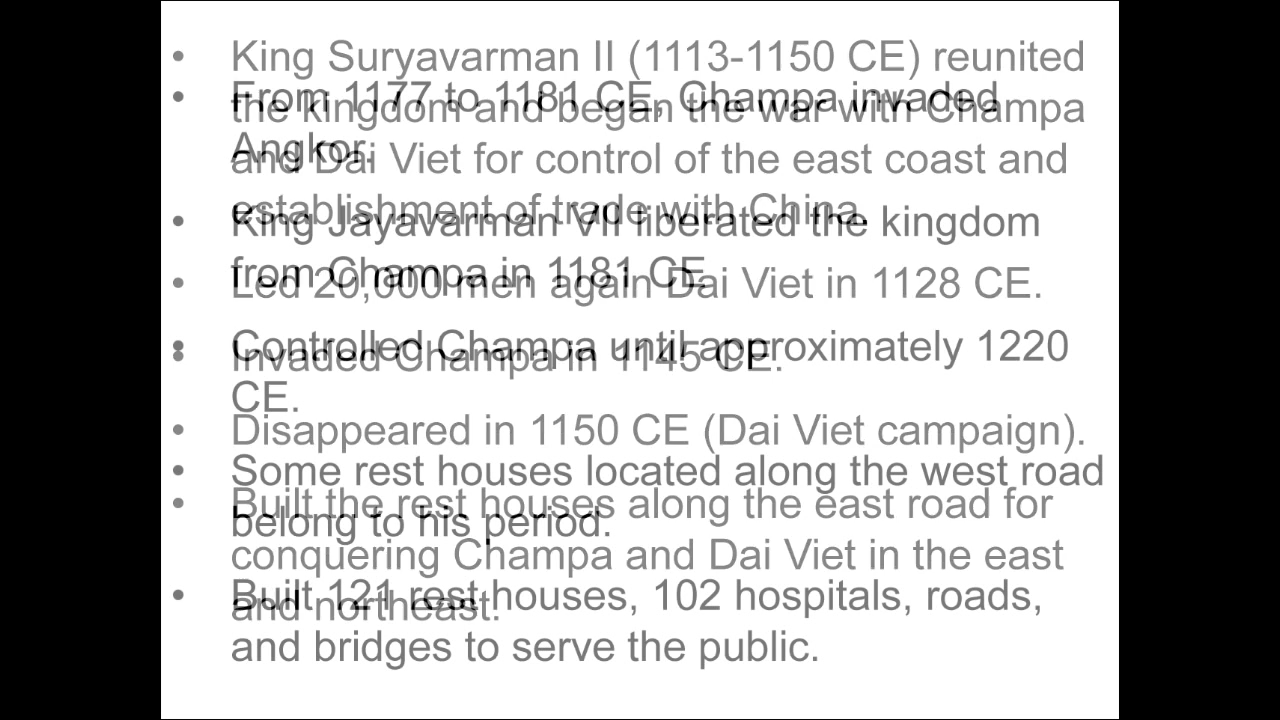 • King Suryavarman II (1113-1150 CE) reunited
the kingdom and began the war with Champa
and Dai Viet for control of the east coast and
establishment of trade with China.
• Led 20,000 men again Dai Viet in 1128 CE.
• Invaded Champa in 1145 CE.
• Disappeared in 1150 CE (Dai Viet campaign).
• Built the rest houses along the east road for
conquering Champa and Dai Viet in the east
and northeast.
• From 1177 to 1181 CE, Champa invaded
Angkor.
• King Jayavarman VII liberated the kingdom
from Champa in 1181 CE.
• Controlled Champa until approximately 1220
CE.
• Some rest houses located along the west road
belong to his period.
• Built 121 rest houses, 102 hospitals, roads,
and bridges to serve the public.